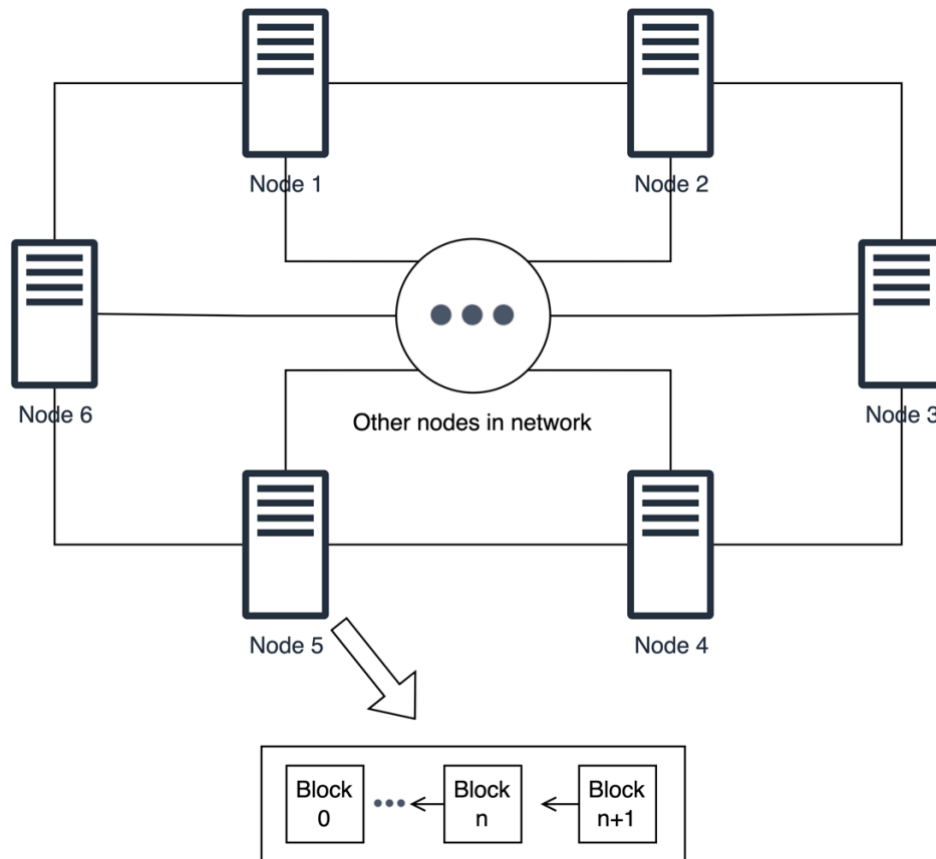 Node 1
Node 2
Node 6
Node 3
Other nodes in network
Node 5
Node 4
Block
0
Block
n
Block
n+1